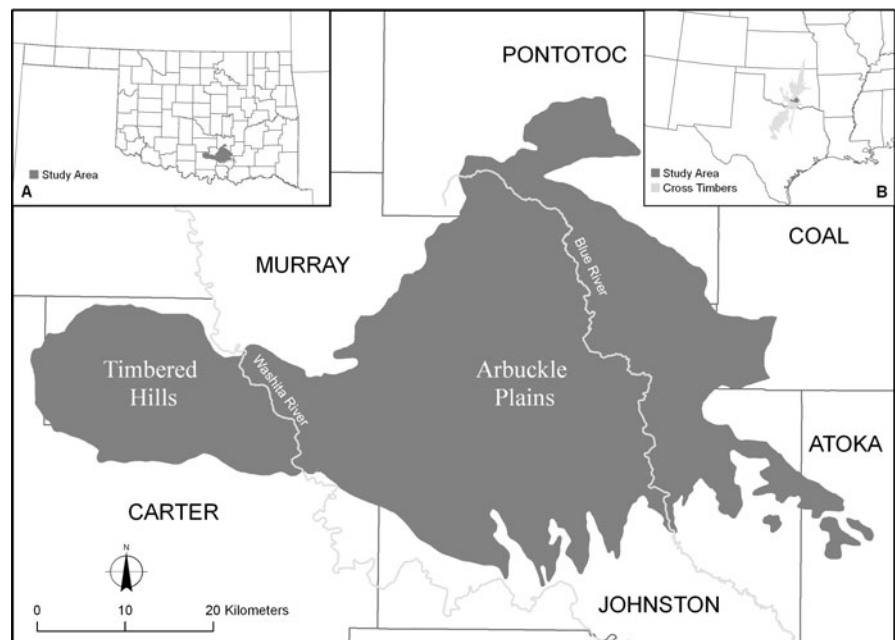 PONTOTOC
Study Area
A
Study Area
Cross Timbers
B
COAL
MURRAY
Blue River
Timbered
Hills
Washita River
Arbuckle
Plains
ATOKA
CARTER
N
0 10 20 Kilometers
JOHNSTON